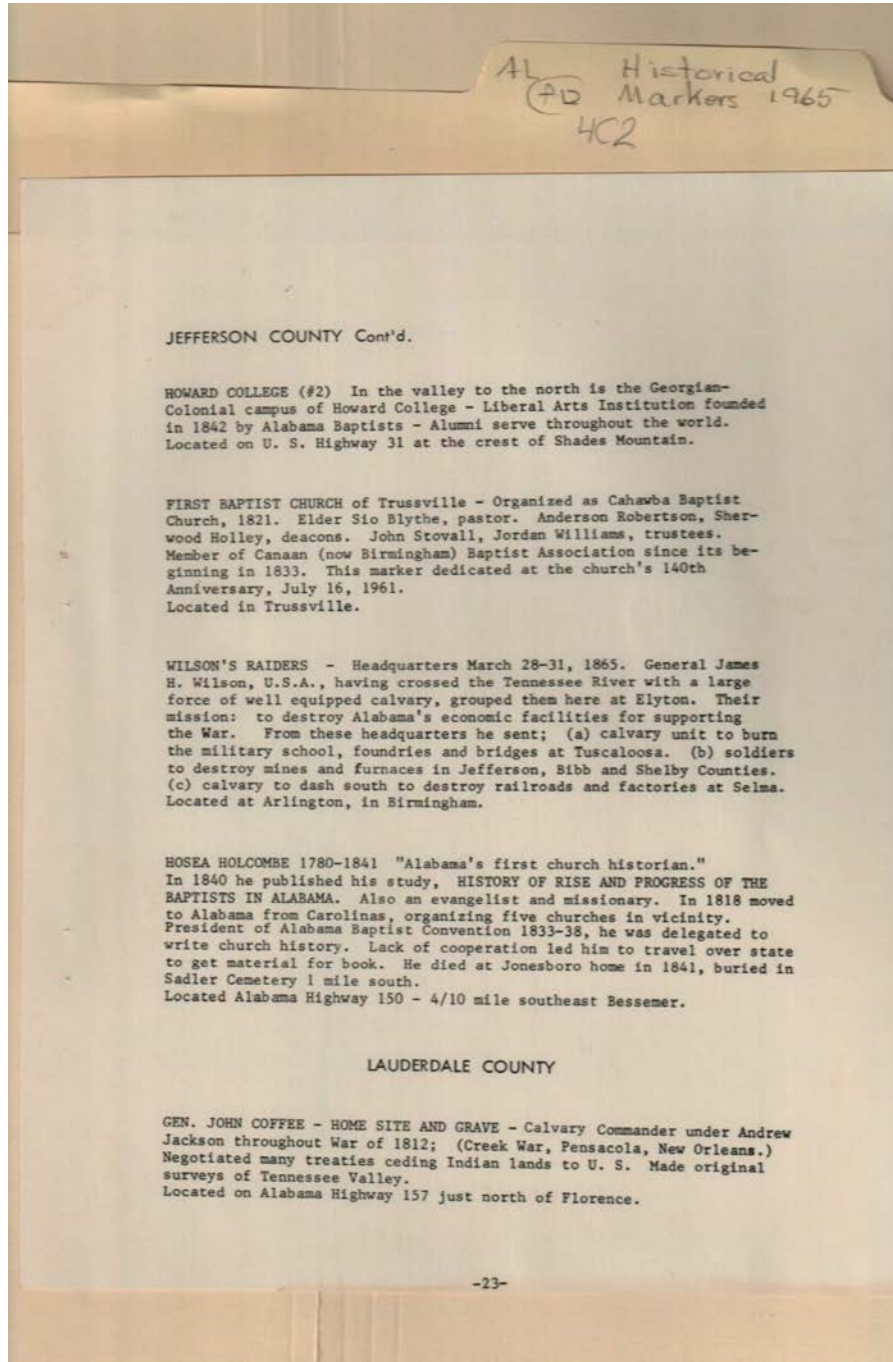 AL Historical
PD Markers 1965
4C2
JEFFERSON COUNTY Cont'd.
HOWARD COLLEGE (#2) In the valley to the north is the Georgian-
Colonial campus of Howard College - Liberal Arts Institution founded
in 1842 by Alabama Baptists - Alumni serve throughout the world.
Located on U. S. Highway 31 at the crest of Shades Mountain.
FIRST BAPTIST CHURCH of Trussville - Organized as Cahawba Baptist
Church, 1821. Elder Sio Blythe, pastor. Anderson Robertson, Sher-
wood Holley, deacons. John Stovall, Jordan Williams, trustees.
Member of Canaan (now Birmingham) Baptist Association since its be-
ginning in 1833. This marker dedicated at the church's 140th
Anniversary, July 16, 1961.
Located in Trussville.
WILSON'S RAIDERS - Headquarters March 28-31, 1865. General James
H. Wilson, U.S.A., having crossed the Tennessee River with a large
force of well equipped calvary, grouped them here at Elyton. Their
mission: to destroy Alabama's economic facilities for supporting
the War. From these headquarters he sent; (a) calvary unit to burn
the military school, foundries and bridges at Tuscaloosa. (b) soldiers
to destroy mines and furnaces in Jefferson, Bibb and Shelby Counties.
(c) calvary to dash south to destroy railroads and factories at Selma.
Located at Arlington, in Birmingham.
HOSEA HOLCOMBE 1780-1841 "Alabama's first church historian."
In 1840 he published his study, HISTORY OF RISE AND PROGRESS OF THE
BAPTISTS IN ALABAMA. Also an evangelist and missionary. In 1818 moved
to Alabama from Carolinas, organizing five churches in vicinity.
President of Alabama Baptist Convention 1833-38, he was delegated to
write church history. Lack of cooperation led him to travel over state
to get material for book. He died at Jonesboro home in 1841, buried in
Sadler Cemetery 1 mile south.
Located Alabama Highway 150 - 4/10 mile southeast Bessemer.
LAUDERDALE COUNTY
GEN. JOHN COFFEE - HOME SITE AND GRAVE - Calvary Commander under Andrew
Jackson throughout War of 1812; (Creek War, Pensacola, New Orleans.)
Negotiated many treaties ceding Indian lands to U. S. Made original
surveys of Tennessee Valley.
Located on Alabama Highway 157 just north of Florence.
-23-